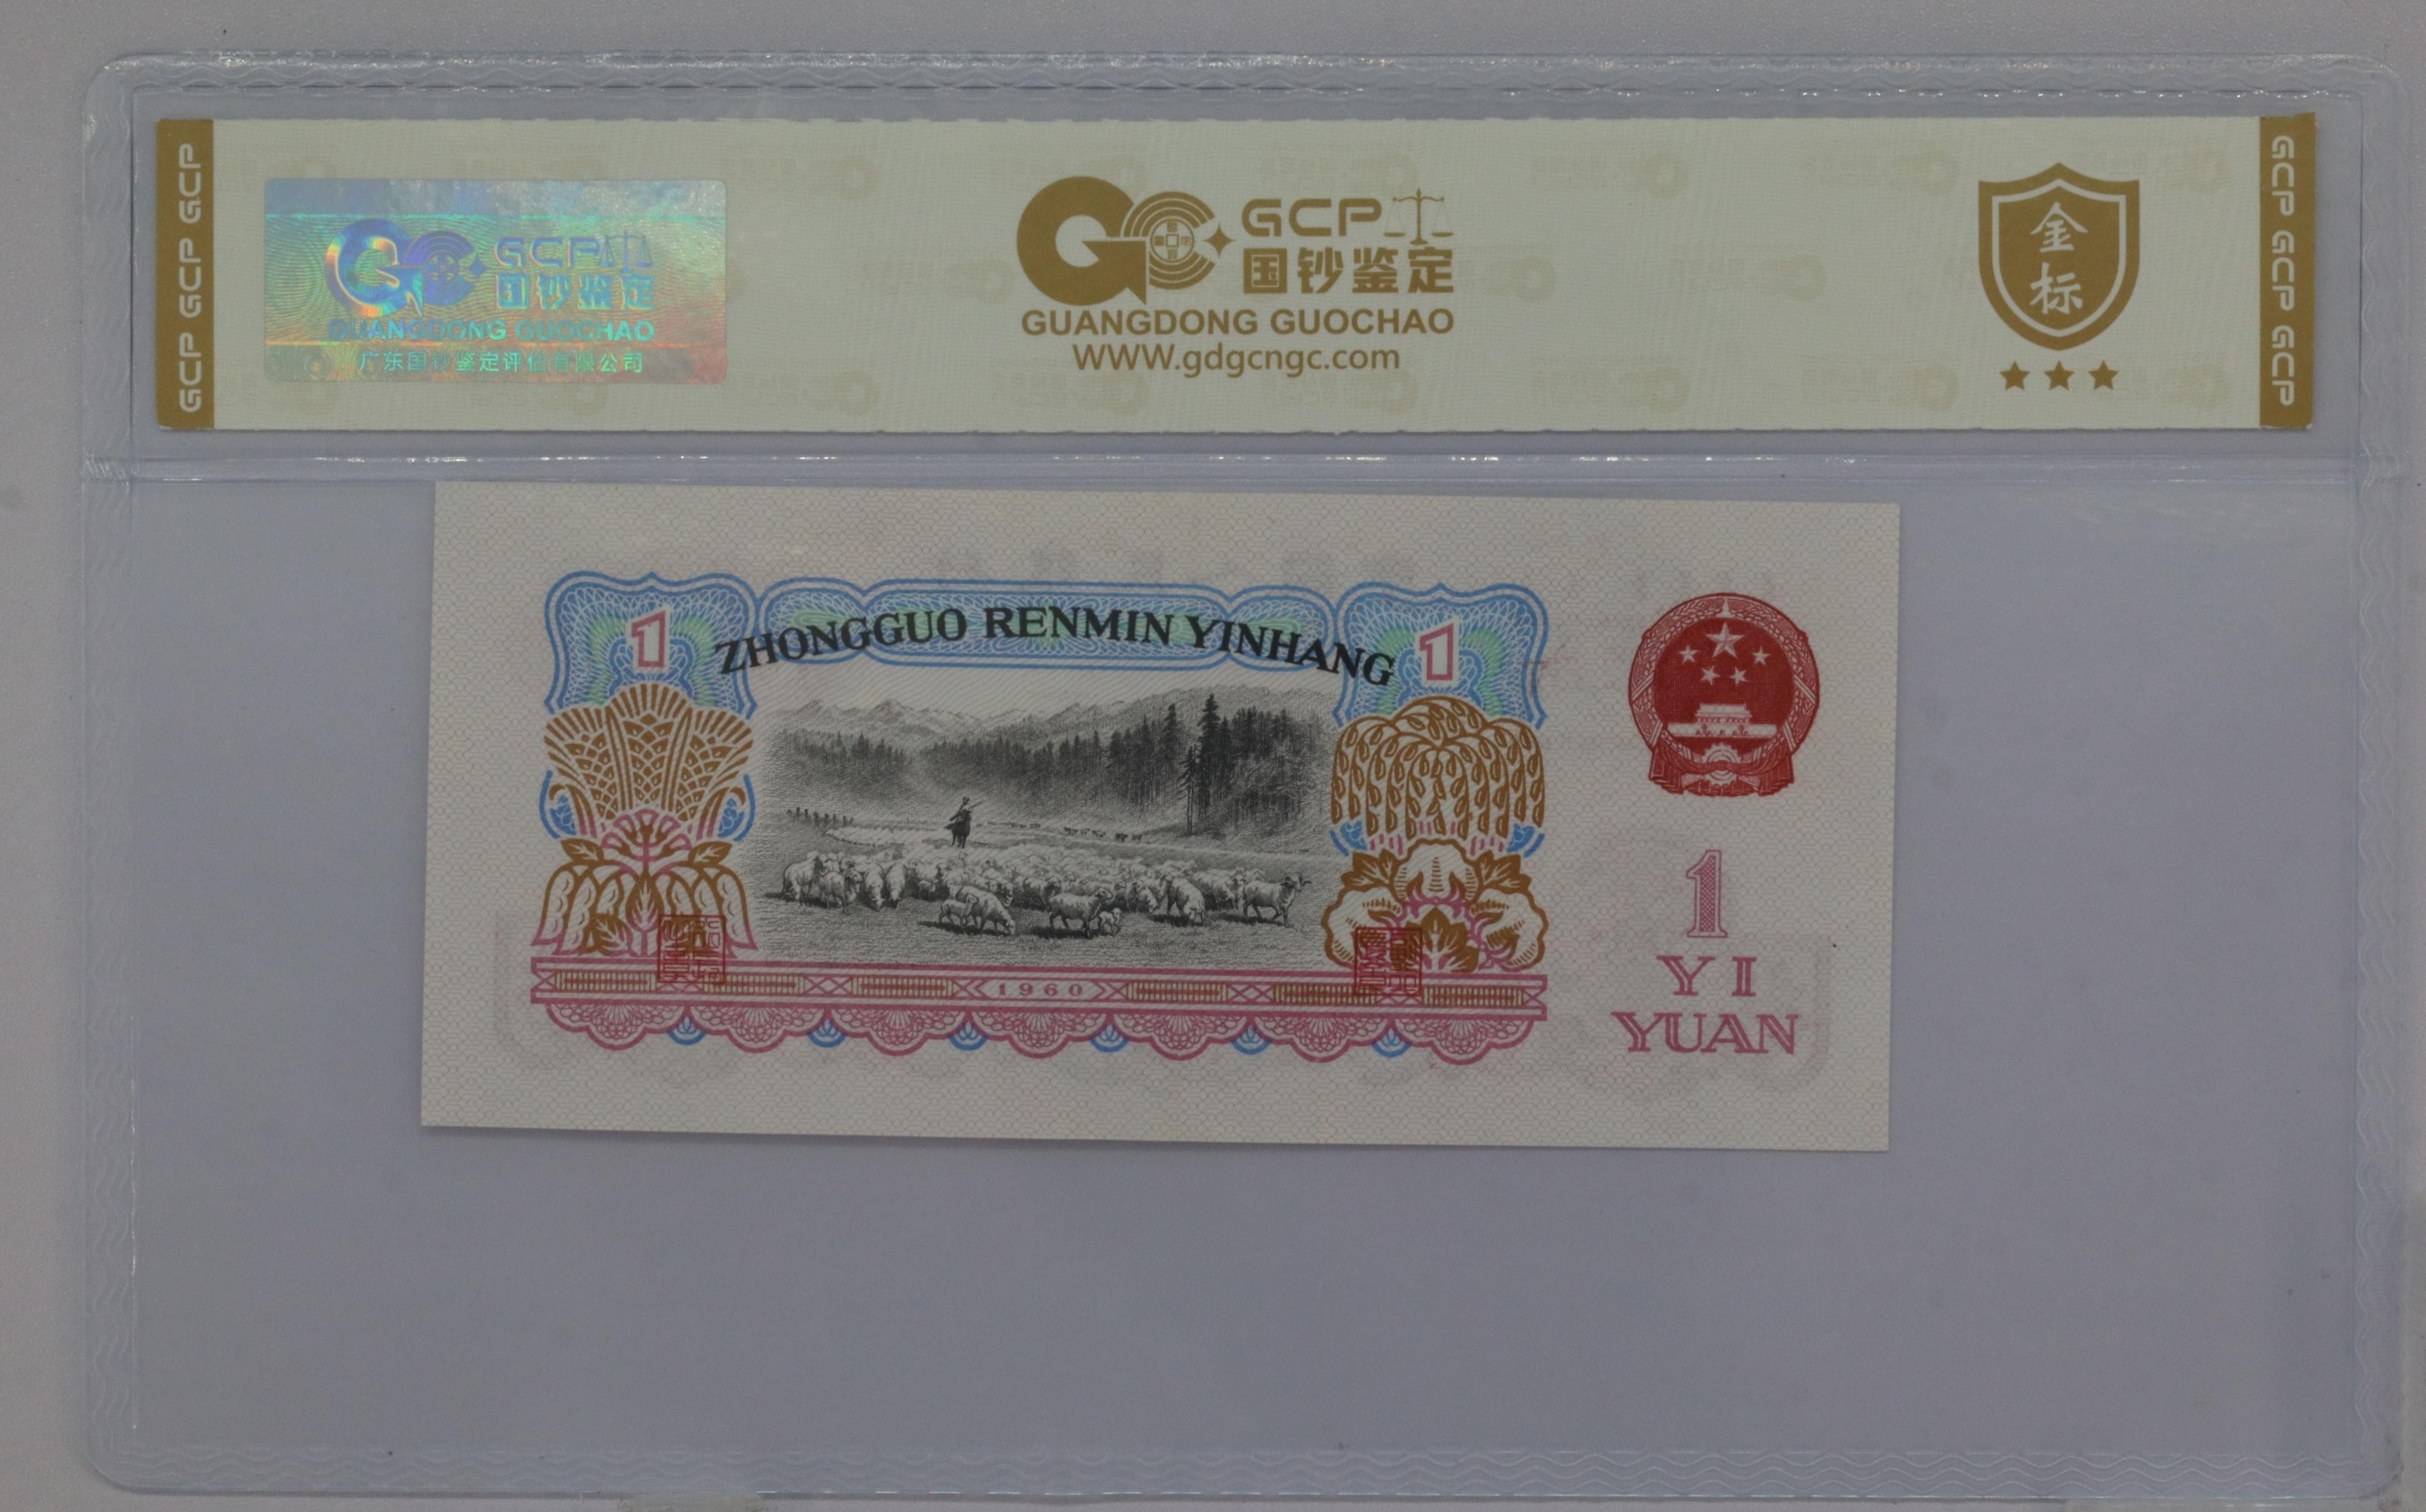 GCP GCP GCP
GCP
国钞鉴定
GUANGDONG GUOCHAO
广东国钞鉴定评估有限公司
GCP
国钞鉴定
GUANGDONG GUOCHAO
WWW.gdgcngc.com
金
标
GCP GCP GCP
1
ZHONGGUO RENMIN YINHANG
1
1960
1
YI
YUAN